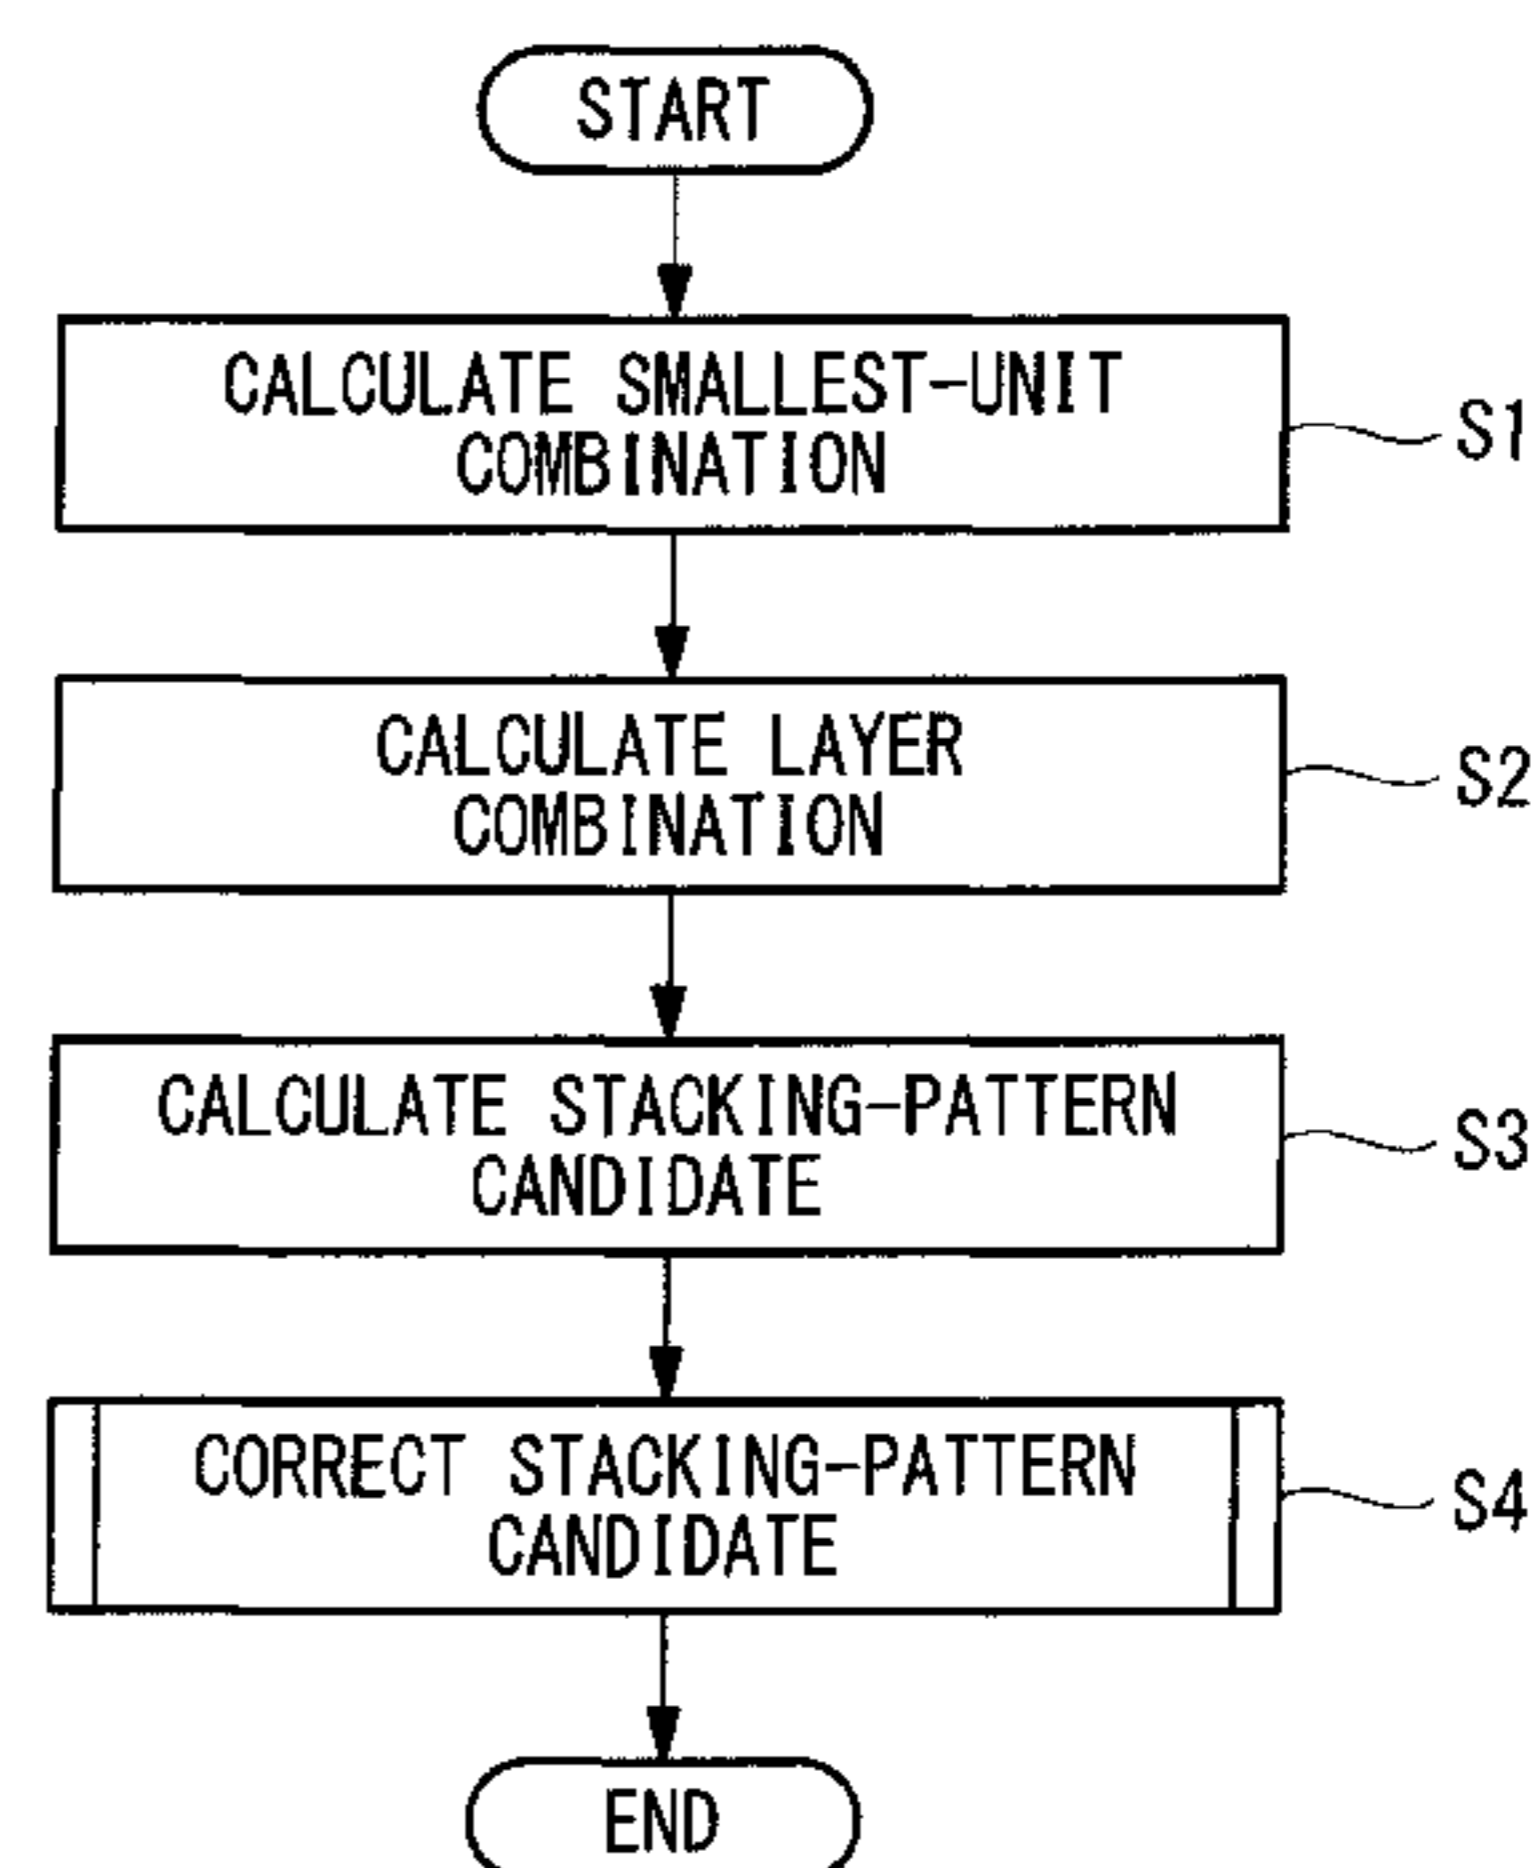 START
CALCULATE SMALLEST-UNIT
COMBINATION
S1
CALCULATE LAYER
COMBINATION
S2
CALCULATE STACKING-PATTERN
CANDIDATE
S3
CORRECT STACKING-PATTERN
CANDIDATE
S4
END